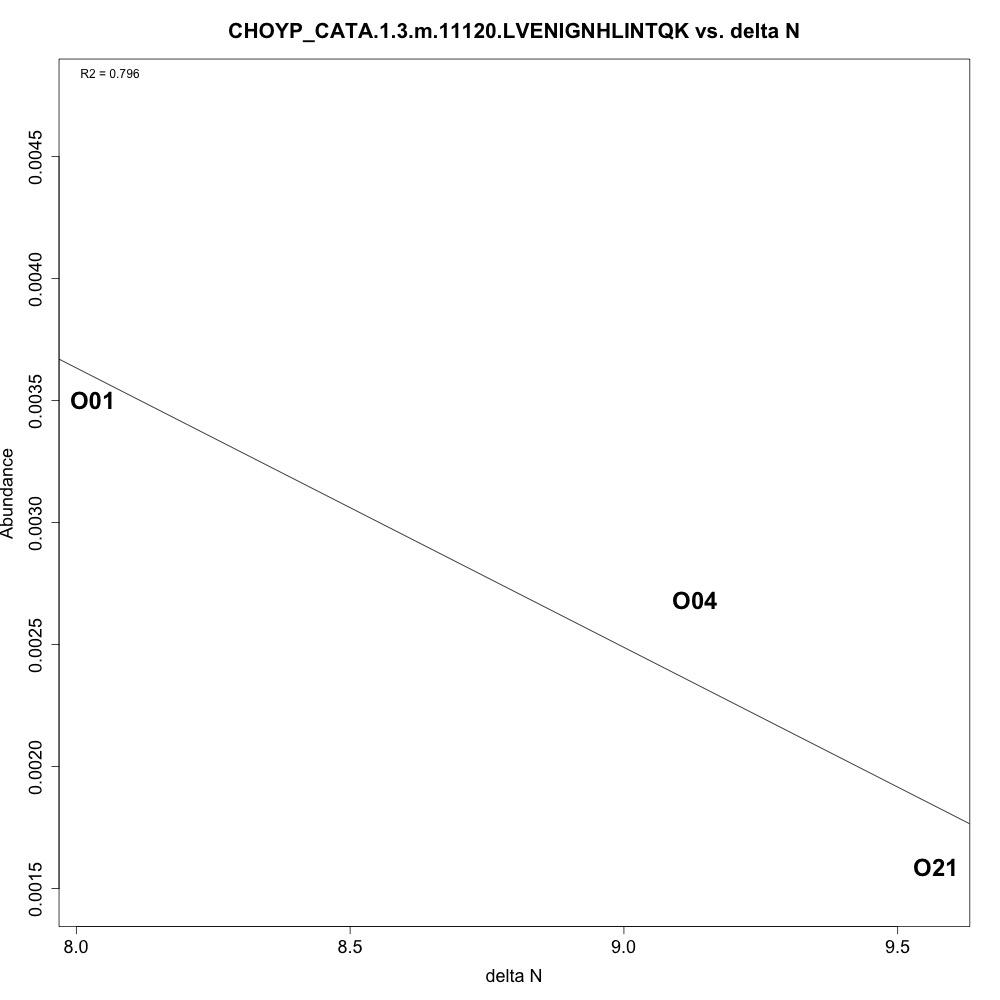 CHOYP_CATA.1.3.m.11120.LVENIGNHLINTQK vs. delta N
R2 = 0.796
0.0045
0.0040
0.0035
0.0030
0.0025
0.0020
0.0015
Abundance
O01
O04
O21
8.0 8.5 9.0 9.5
delta N